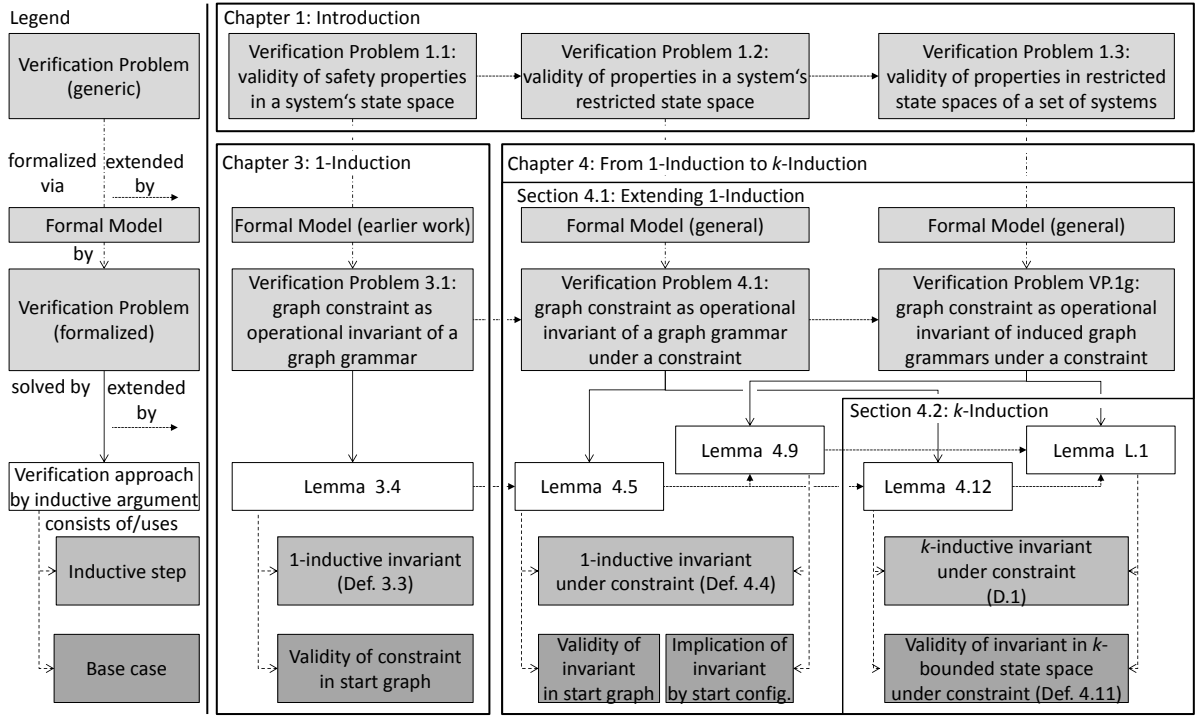 Legend
Verification Problem
(generic)
formalized
via
extended
by
Formal Model
by
Verification Problem
(formalized)
solved by
extended
by
Verification approach
by inductive argument
consists of/uses
Inductive step
Base case
Chapter 1: Introduction
Verification Problem 1.1:
validity of safety properties
in a system‘s state space
Verification Problem 1.2:
validity of properties in a system‘s
restricted state space
Verification Problem 1.3:
validity of properties in restricted
state spaces of a set of systems
Chapter 3: 1-Induction
Formal Model (earlier work)
Verification Problem 3.1:
graph constraint as
operational invariant of a
graph grammar
Lemma 3.4
1-inductive invariant
(Def. 3.3)
Validity of constraint
in start graph
Chapter 4: From 1-Induction to k-Induction
Section 4.1: Extending 1-Induction
Formal Model (general)
Verification Problem 4.1:
graph constraint as operational
invariant of a graph grammar
under a constraint
Formal Model (general)
Verification Problem VP.1g:
graph constraint as operational
invariant of induced graph
grammars under a constraint
Lemma 4.9
Lemma 4.5
1-inductive invariant
under constraint (Def. 4.4)
Validity of
invariant
in start graph
Implication of
invariant
by start config.
Section 4.2: k-Induction
Lemma L.1
Lemma 4.12
k-inductive invariant
under constraint
(D.1)
Validity of invariant in k-
bounded state space
under constraint (Def. 4.11)